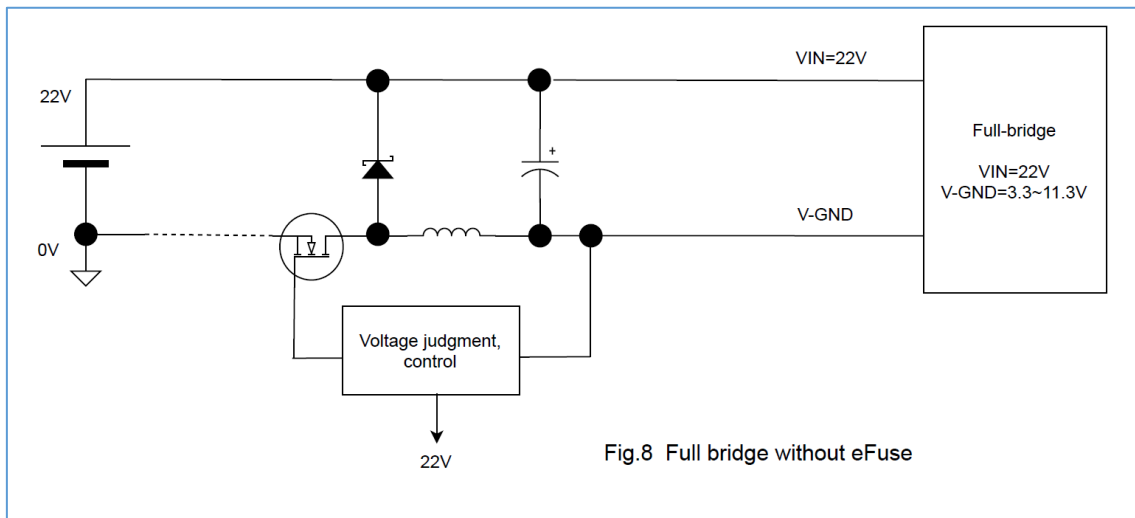 VIN=22V
22V
Full-bridge
VIN=22V
V-GND=3.3~11.3V
+
V-GND
0V
Voltage judgment,
control
22V
Fig.8 Full bridge without eFuse